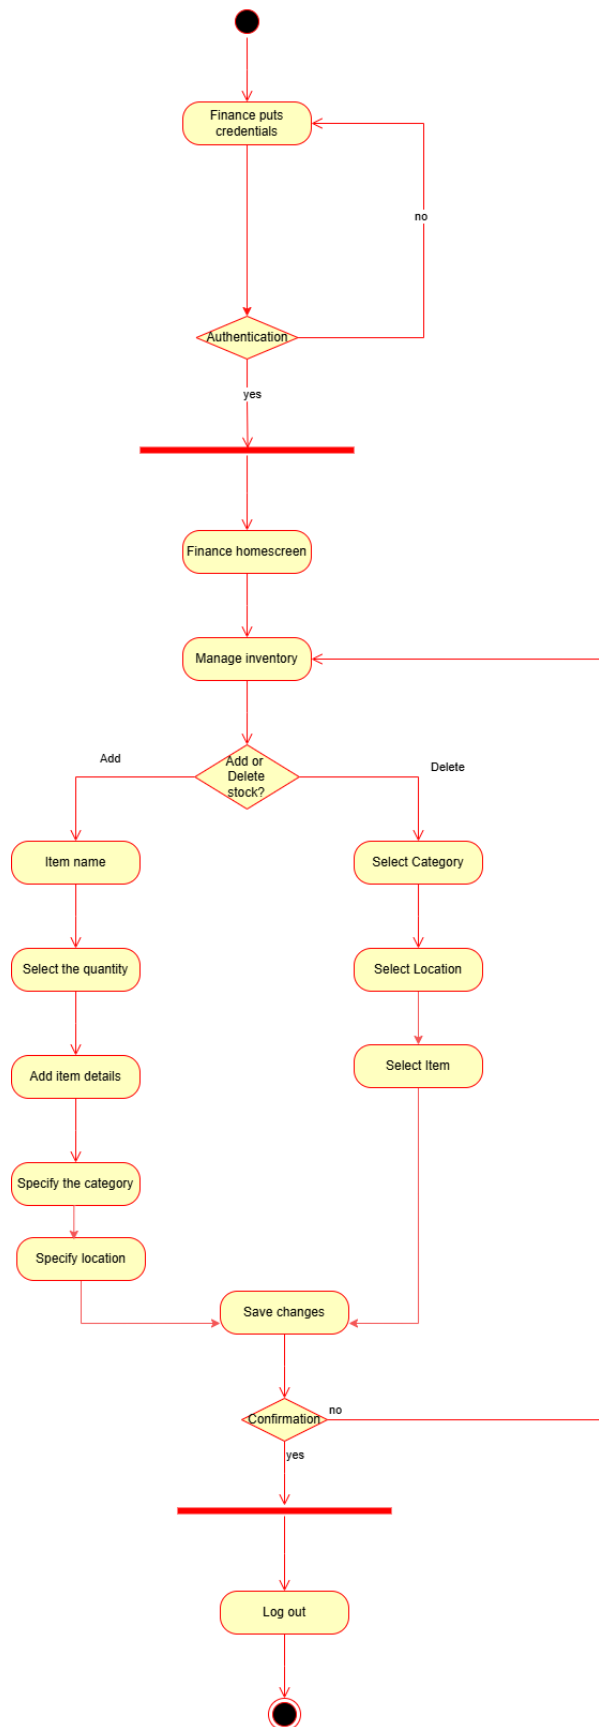 Finance puts
credentials
no
Authentication
yes
Finance homescreen
Manage inventory
Add or
Delete
stock?
Add
Delete
Item name
Select Category
Select the quantity
Select Location
Add item details
Select Item
Specify the category
Specify location
Save changes
Confirmation
no
yes
Log out